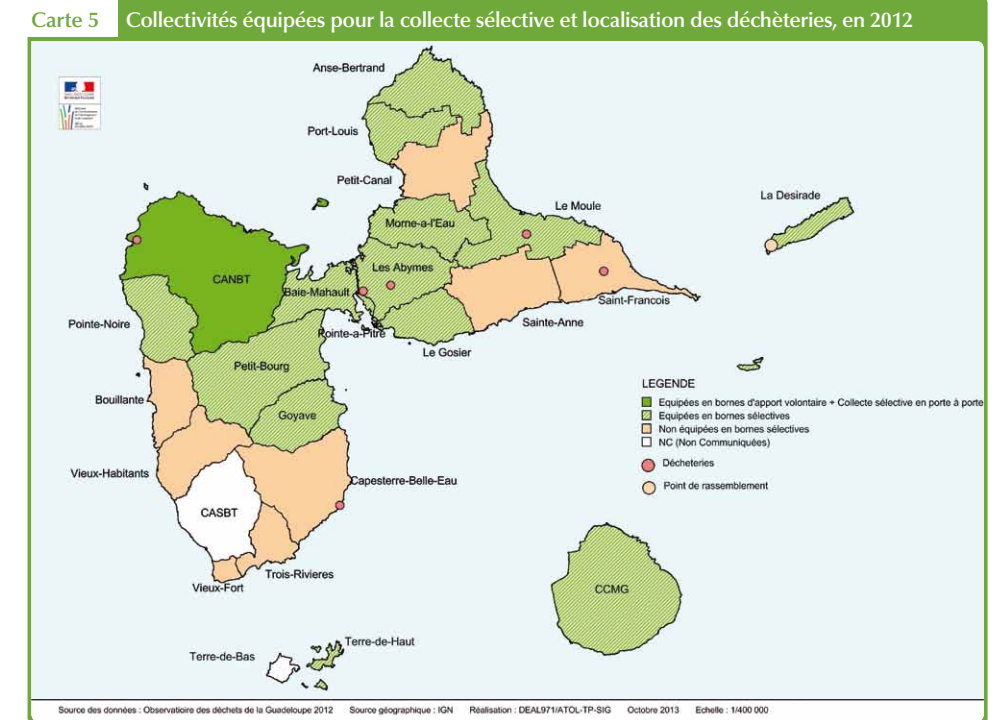 Carte 5 Collectivités équipées pour la collecte sélective et localisation des déchèteries, en 2012
Anse-Bertrand
Port-Louis
Petit-Canal
La Desirade
Le Moule
Morne-a-l'Eau
Les Abymes
CANBT
Baie-Mahault
Saint-Francois
Pointe-Noire
Sainte-Anne
Pointe-a-Pitre
Le Gosier
Petit-Bourg
LEGENDE
Equipées en bornes d'apport volontaire + Collecte sélective en porte à porte
Equipées en bornes sélectives
Non équipées en bornes sélectives
NC (Non Communiquées)
Décheteries
Point de rassemblement
Bouillante
Goyave
Vieux-Habitants
Capesterre-Belle-Eau
CASBT
Trois-Rivieres
Vieux-Fort
CCMG
Terre-de-Haut
Terre-de-Bas
Source des données : Observatoire des déchets de la Guadeloupe 2012 Source géographique : IGN Réalisation : DEAL971/ATOL-TP-SIG Octobre 2013 Echelle : 1/400 000